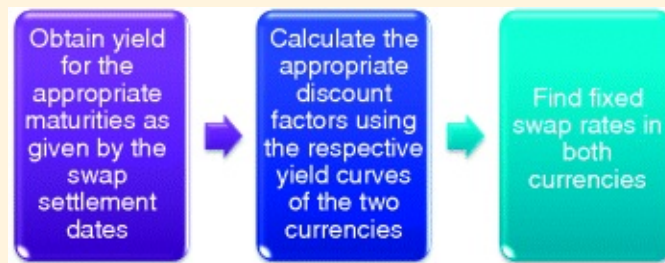 Obtain yield
for the
appropriate
maturities as
given by the
swap
settlement
dates
Calculate the
appropriate
discount
factors using
the respective
yield curves
of the two
currencies
Find fixed
swap rates in
both
currencies